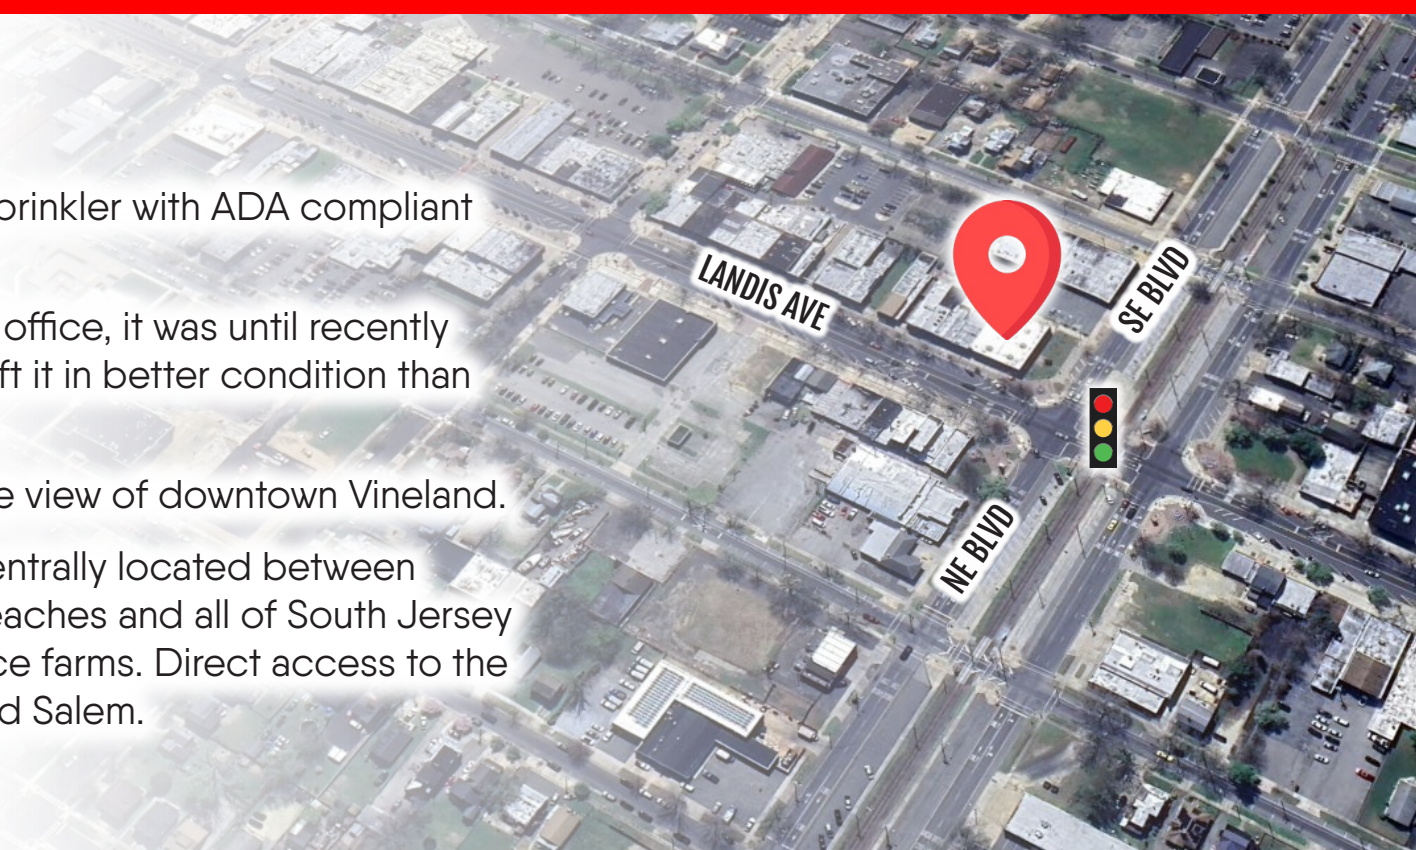 prinkler with ADA compliant
office, it was until recently
ft it in better condition than
e view of downtown Vineland.
entrally located between
eaches and all of South Jersey
ce farms. Direct access to the
d Salem.
LANDIS AVE
SE BLVD
NE BLVD